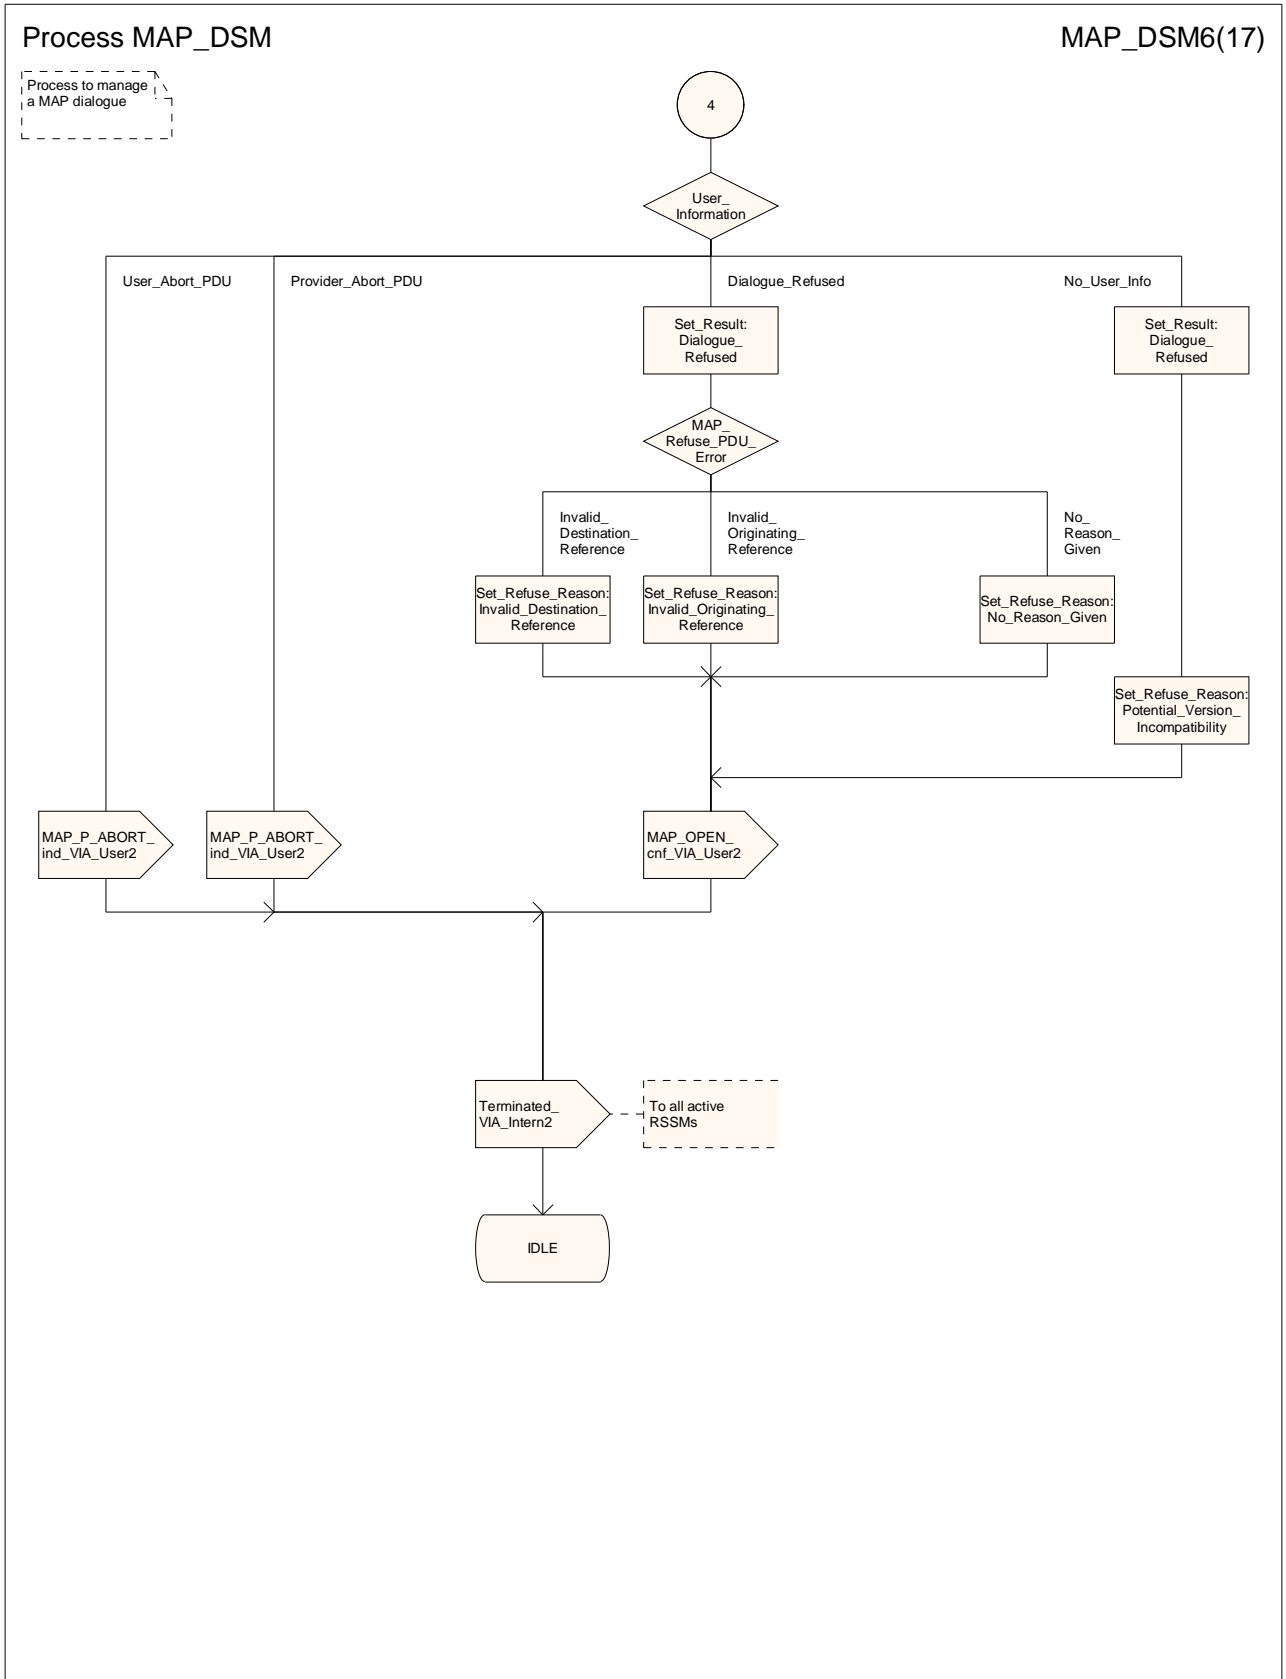 Process MAP_DSM
MAP_DSM6(17)
Process to manage
a MAP dialogue
4
User_
Information
User_Abort_PDU
Provider_Abort_PDU
Dialogue_Refused
No_User_Info
Set_Result:
Dialogue_
Refused
Set_Result:
Dialogue_
Refused
MAP_
Refuse_PDU_
Error
Invalid_
Destination_
Reference
Invalid_
Originating_
Reference
No_
Reason_
Given
Set_Refuse_Reason:
Invalid_Destination_
Reference
Set_Refuse_Reason:
Invalid_Originating_
Reference
Set_Refuse_Reason:
No_Reason_Given
Set_Refuse_Reason:
Potential_Version_
Incompatibility
MAP_P_ABORT_
ind_VIA_User2
MAP_P_ABORT_
ind_VIA_User2
MAP_OPEN_
cnf_VIA_User2
Terminated_
VIA_Intern2
To all active
RSSMs
IDLE